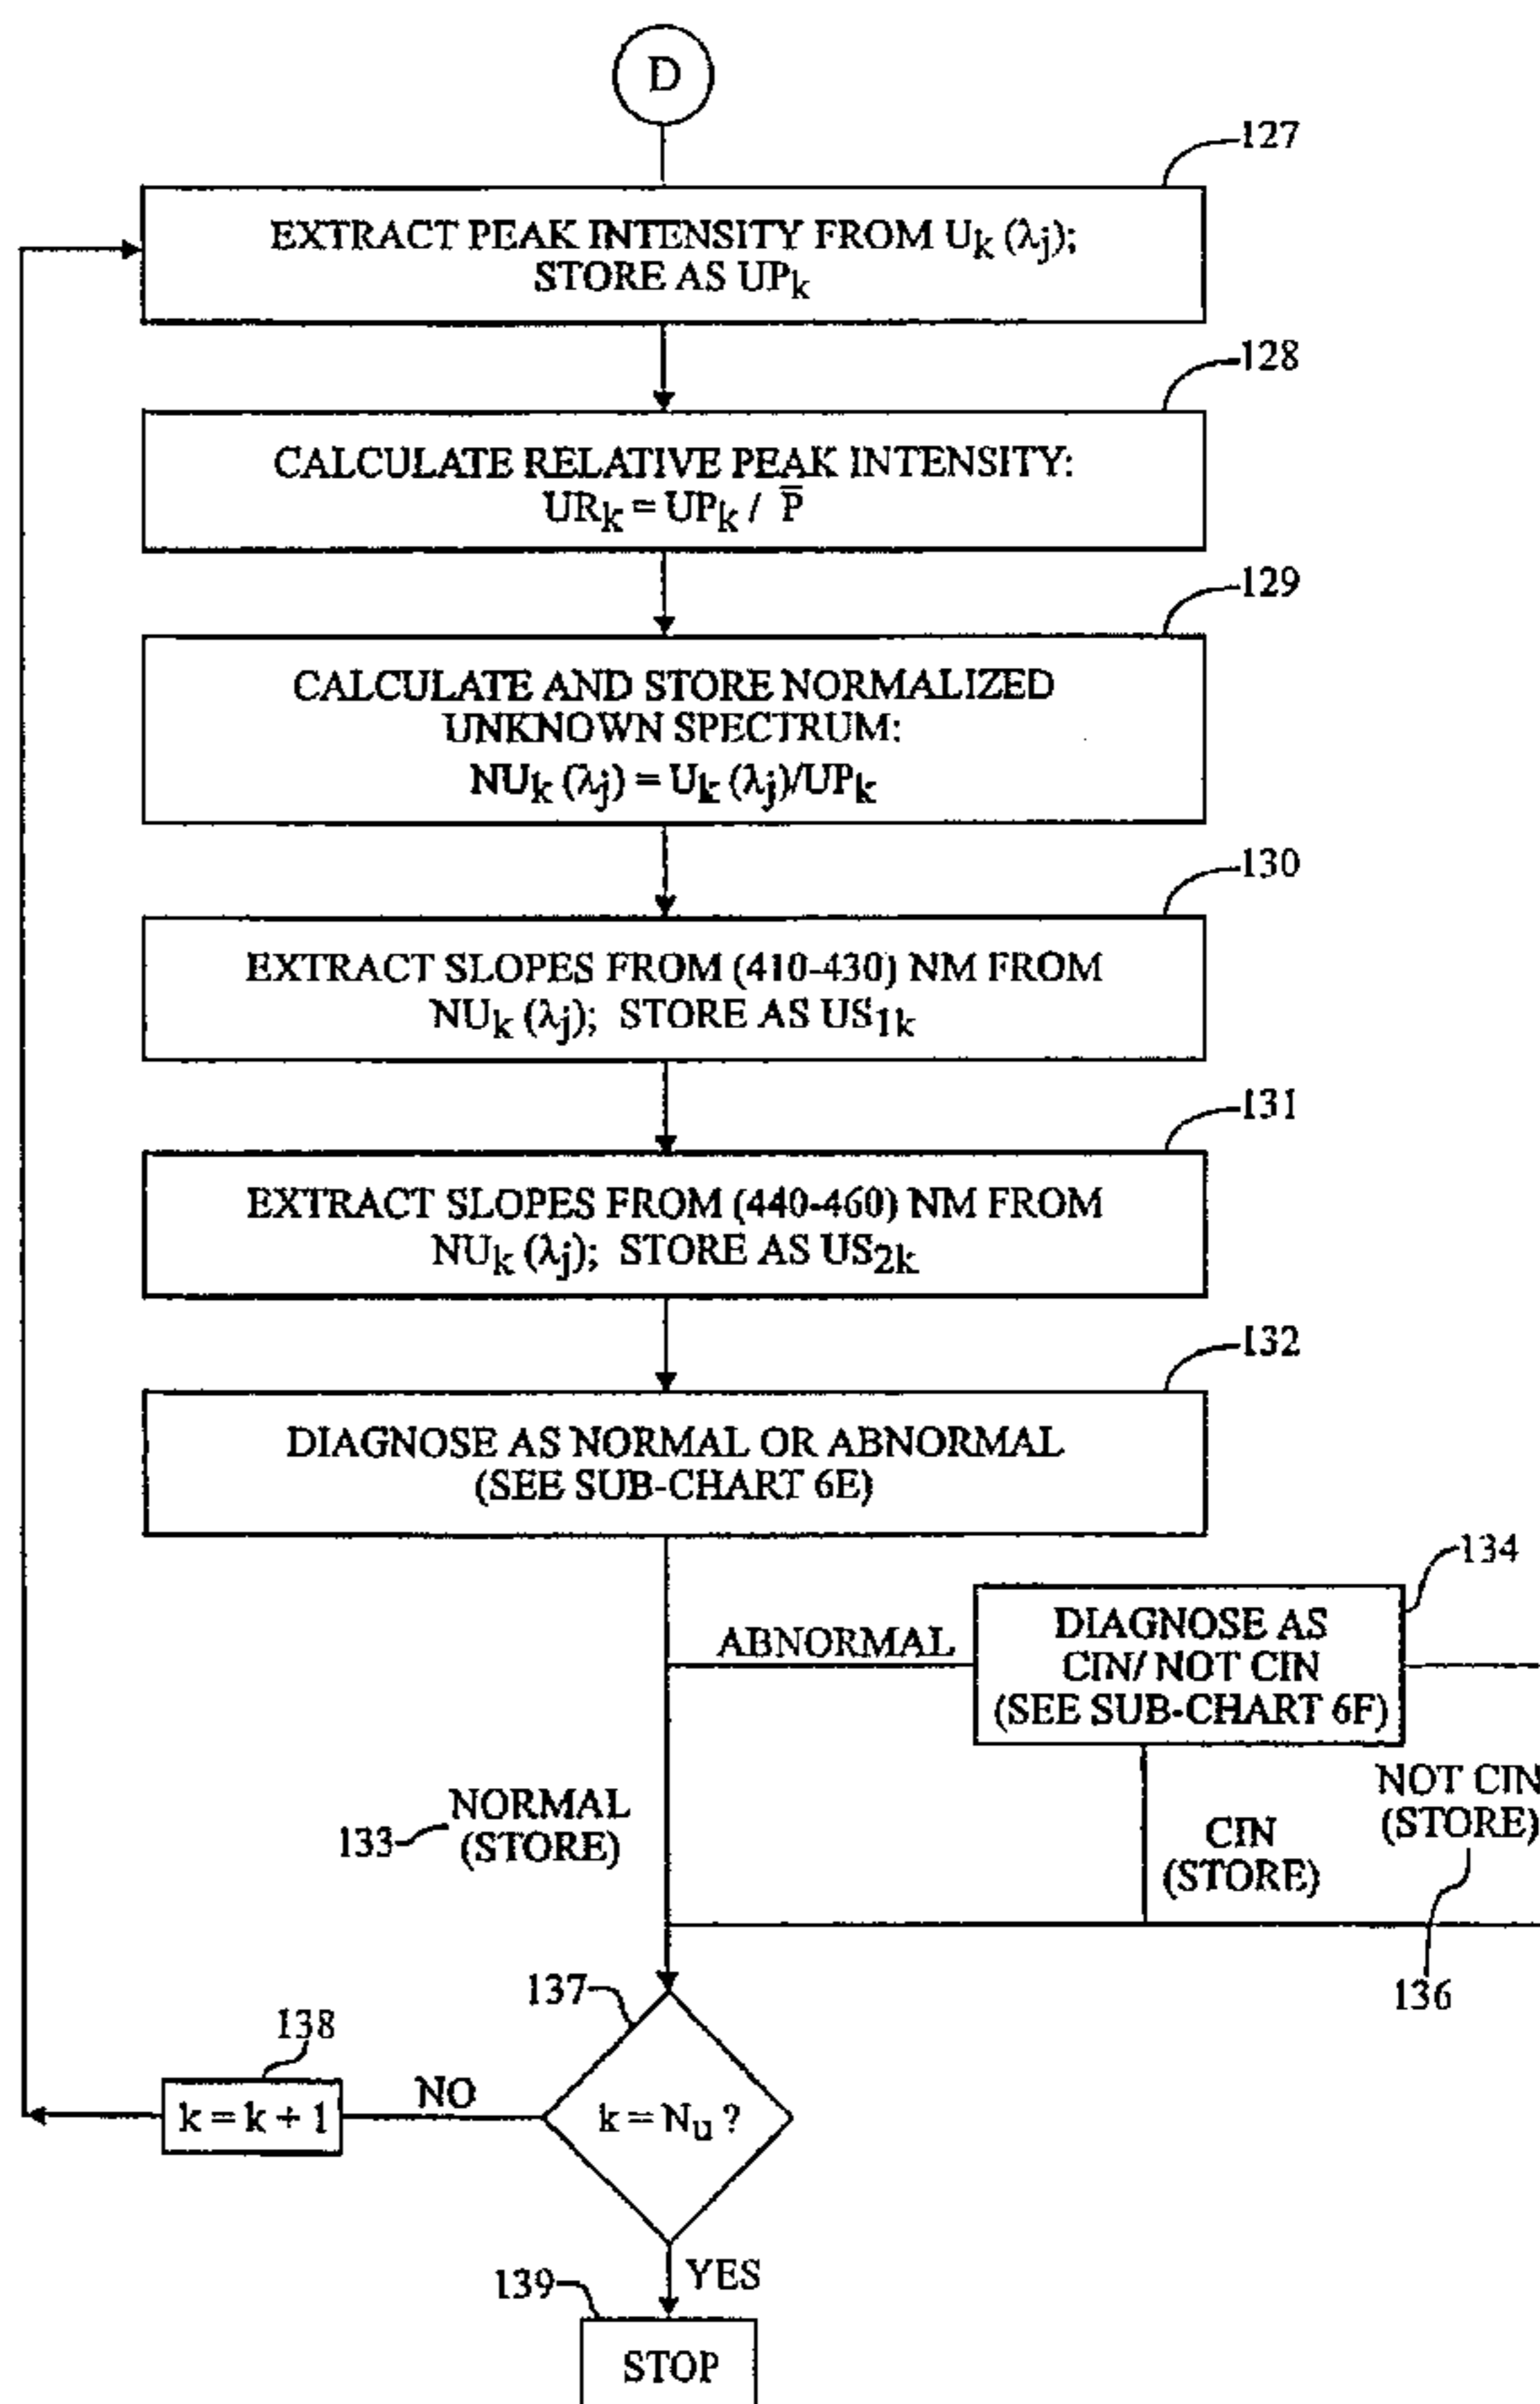 D
127
EXTRACT PEAK INTENSITY FROM Uk (λj);
STORE AS UPk
128
CALCULATE RELATIVE PEAK INTENSITY:
URk = UPk / P̅
129
CALCULATE AND STORE NORMALIZED
UNKNOWN SPECTRUM:
NUk (λj) = Uk (λj)/UPk
130
EXTRACT SLOPES FROM (410-430) NM FROM
NUk (λj); STORE AS US1k
131
EXTRACT SLOPES FROM (440-460) NM FROM
NUk (λj); STORE AS US2k
132
DIAGNOSE AS NORMAL OR ABNORMAL
(SEE SUB-CHART 6E)
134
ABNORMAL
DIAGNOSE AS
CIN/ NOT CIN
(SEE SUB-CHART 6F)
133
NORMAL
(STORE)
CIN
(STORE)
NOT CIN
(STORE)
136
137
k = Nu ?
138
NO
k = k + 1
YES
139
STOP